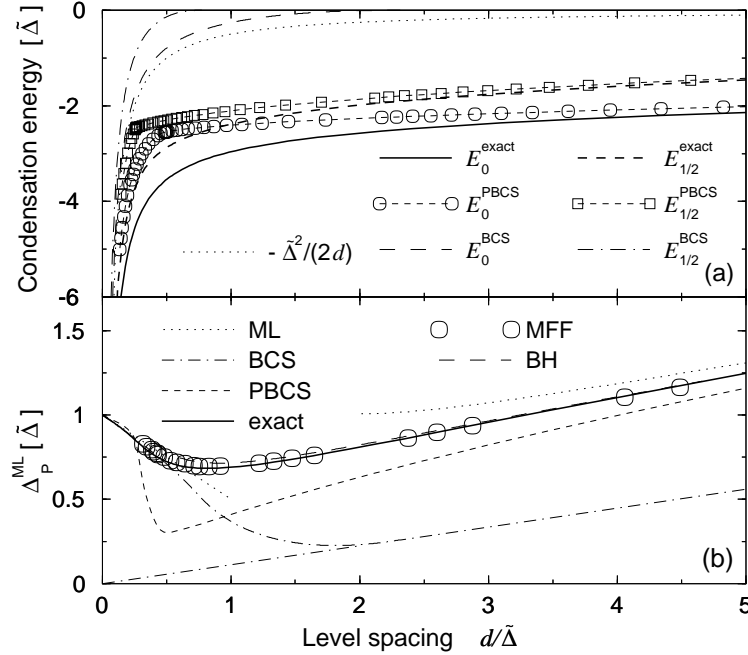 0
-2
-4
-6
Condensation energy [Δ̃]
E₀^exact
E₁/₂^exact
E₀^PBCS
E₁/₂^PBCS
E₀^BCS
E₁/₂^BCS
- Δ̃²/(2d)
(a)
1.5
1
0.5
0
Δ_P^ML [Δ̃]
ML
MFF
BCS
BH
PBCS
exact
(b)
0 1 2 3 4 5
Level spacing d/Δ̃